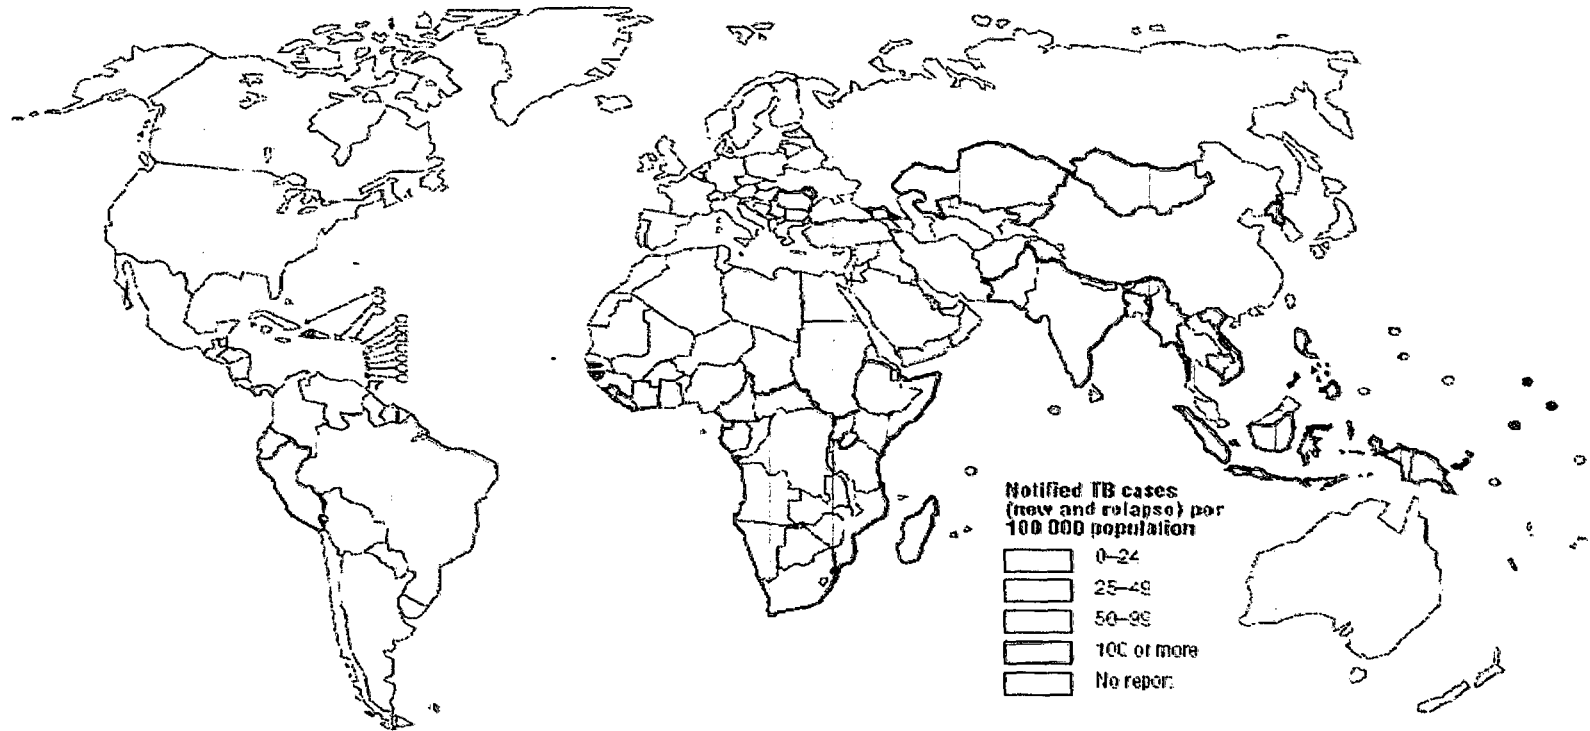 Notified TB cases
(new and relapse) per
100 000 population
0–24
25–49
50–99
100 or more
No report